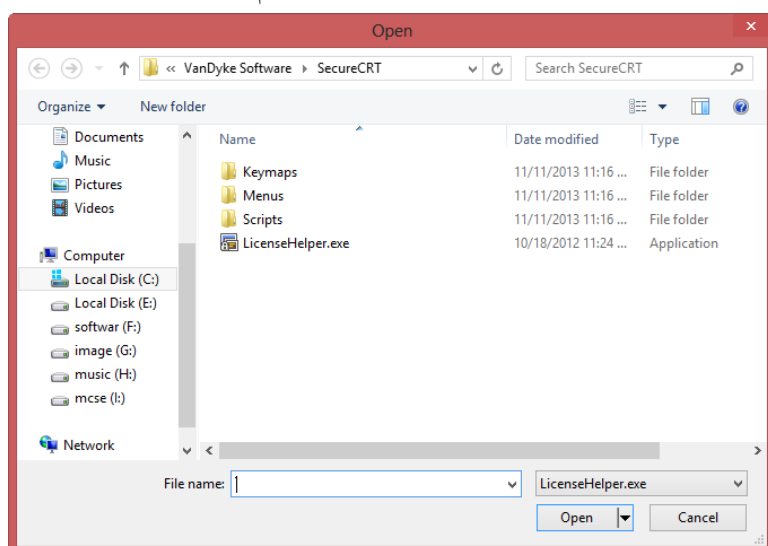 Open
« VanDyke Software SecureCRT Search SecureCRT
Organize New folder
Documents
Music
Pictures
Videos
Computer
Local Disk (C:)
Local Disk (E:)
softwar (F:)
image (G:)
music (H:)
mcse (I:)
Network
Name Date modified Type
Keymaps 11/11/2013 11:16 ... File folder
Menus 11/11/2013 11:16 ... File folder
Scripts 11/11/2013 11:16 ... File folder
LicenseHelper.exe 10/18/2012 11:24 ... Application
File name: LicenseHelper.exe
Open Cancel